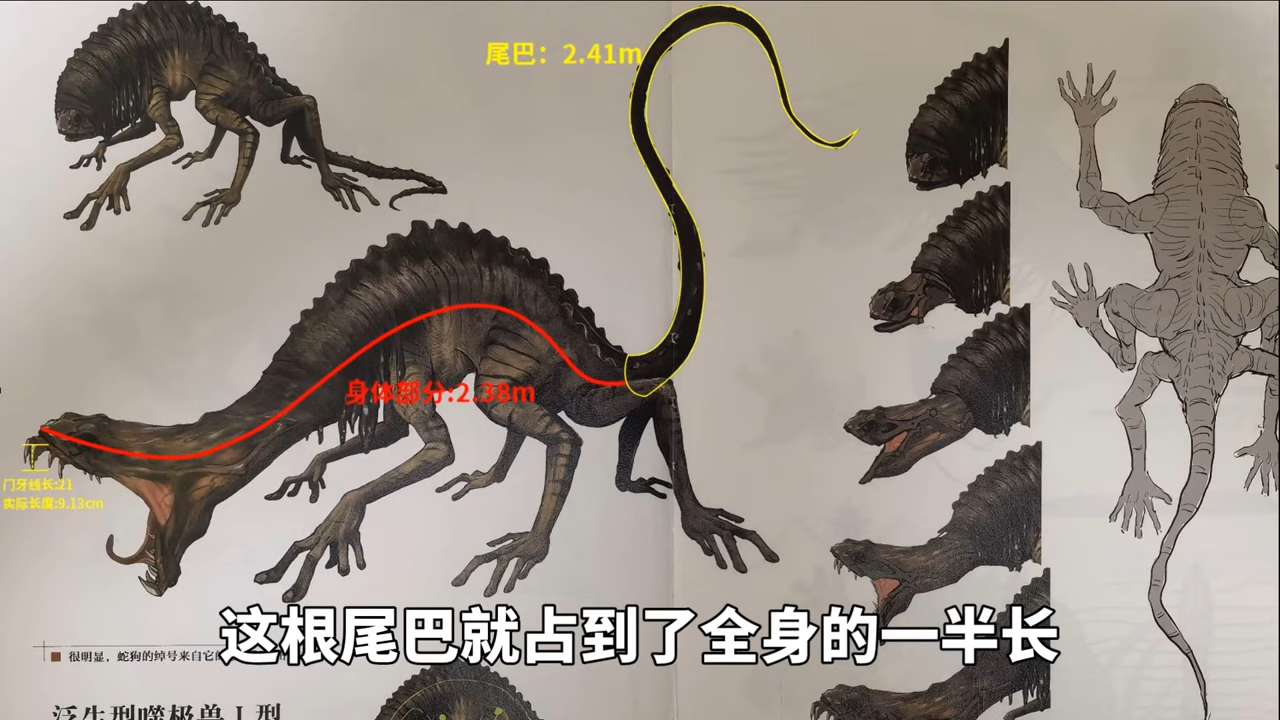 尾巴：2.41m
身体部分:2.38m
门牙线长:21
实际长度:9.13cm
这根尾巴就占到了全身的一半长
很明显，蛇狗的绰号来自它的
泛生型噬极兽I型